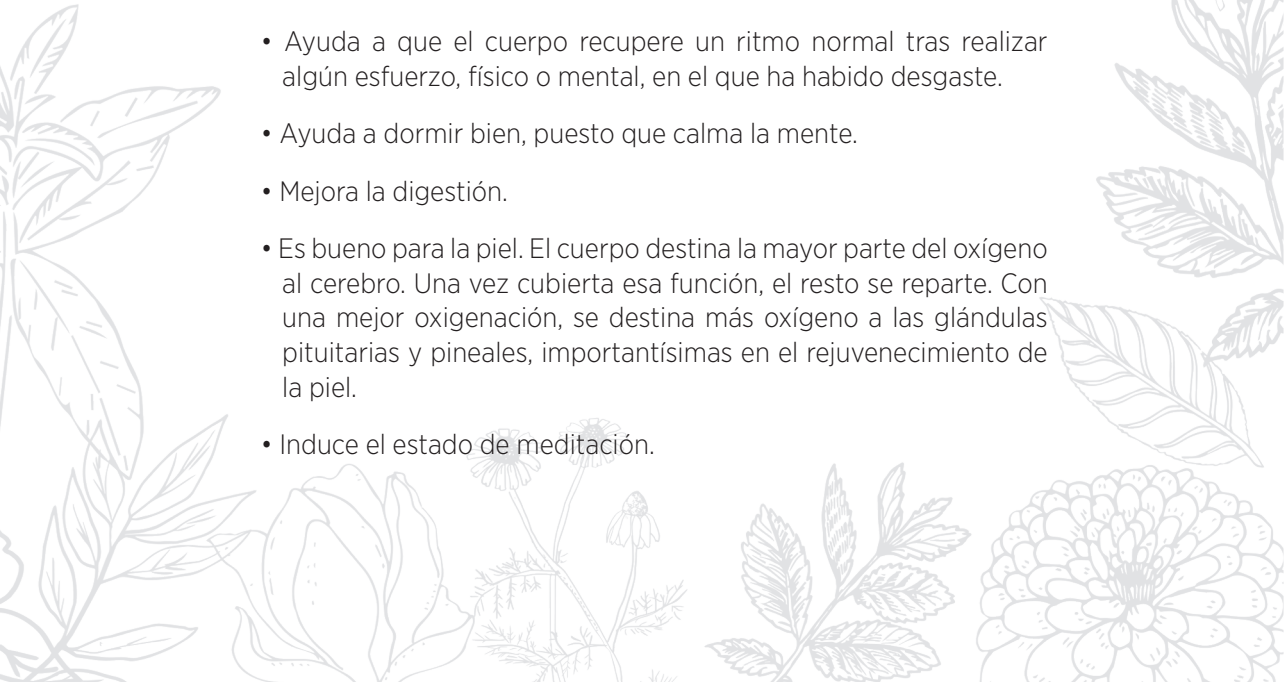 • Ayuda a que el cuerpo recupere un ritmo normal tras realizar
algún esfuerzo, físico o mental, en el que ha habido desgaste.
• Ayuda a dormir bien, puesto que calma la mente.
• Mejora la digestión.
• Es bueno para la piel. El cuerpo destina la mayor parte del oxígeno
al cerebro. Una vez cubierta esa función, el resto se reparte. Con
una mejor oxigenación, se destina más oxígeno a las glándulas
pituitarias y pineales, importantísimas en el rejuvenecimiento de
la piel.
• Induce el estado de meditación.